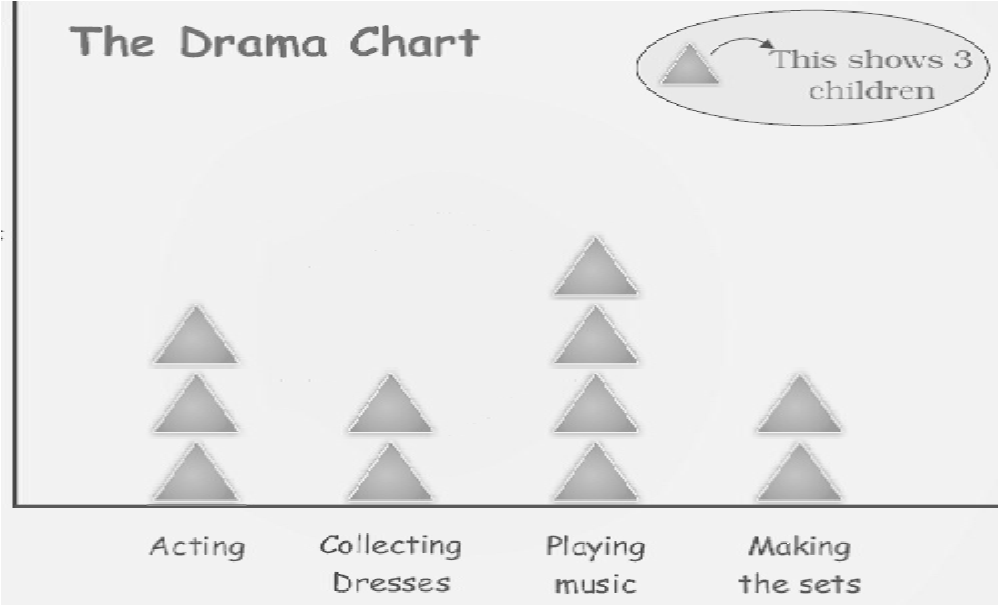 The Drama Chart
This shows 3
children
Acting
Collecting
Dresses
Playing
music
Making
the sets